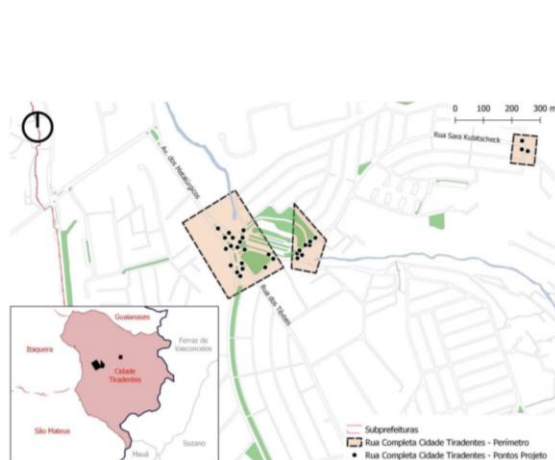 0 100 200 300 m
Rua Sara Kubitscheck
Av. dos Metalúrgicos
Rua dos Têxteis
Guaianases
Itaquera
Ferraz de
Vasconcelos
Cidade
Tiradentes
São Mateus
Suzano
Mauá
Subprefeituras
Rua Completa Cidade Tiradentes - Perímetro
Rua Completa Cidade Tiradentes - Pontos Projeto